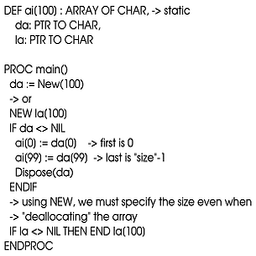 DEF ai(100) : ARRAY OF CHAR, -> static
da: PTR TO CHAR,
la: PTR TO CHAR
PROC main()
da := New(100)
-> or
NEW la(100)
IF da <> NIL
ai(0) := da(0) -> first is 0
ai(99) := da(99) -> last is "size"-1
Dispose(da)
ENDIF
-> using NEW, we must specify the size even when
-> "deallocating" the array
IF la <> NIL THEN END la(100)
ENDPROC